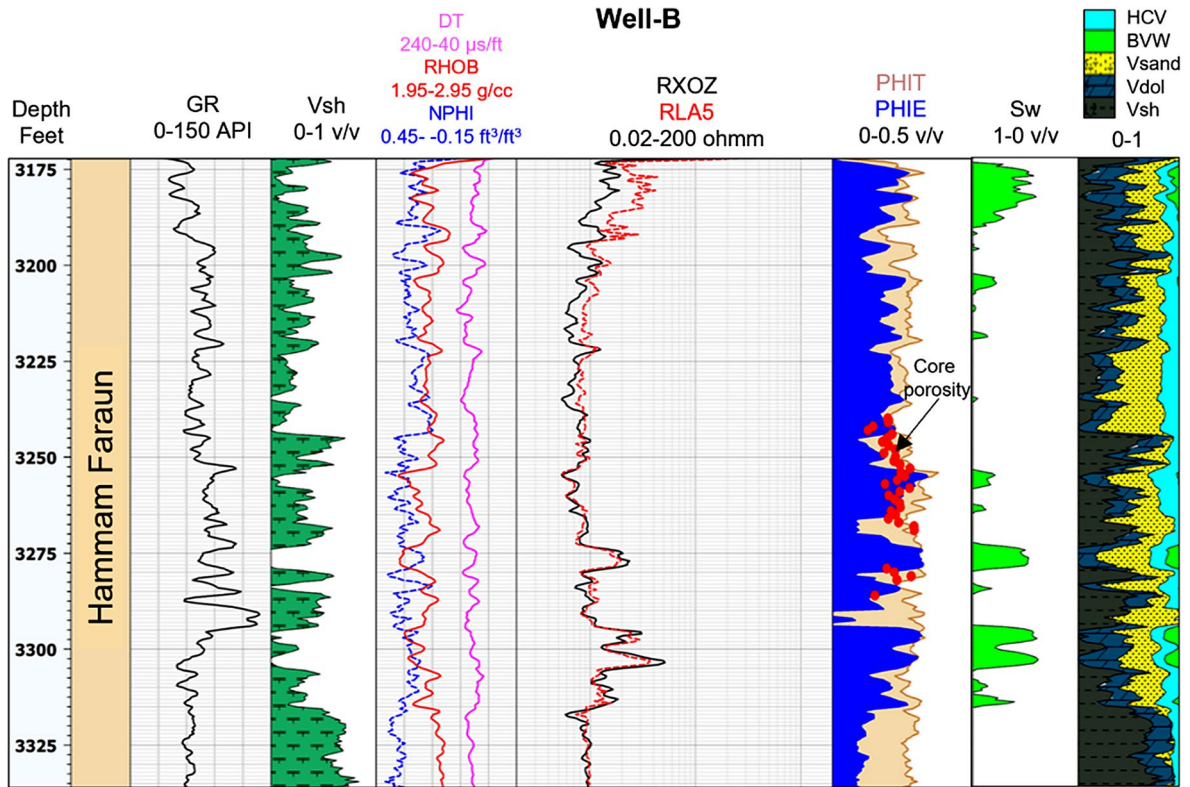 Well-B
Depth
Feet
GR
0-150 API
Vsh
0-1 v/v
DT
240-40 µs/ft
RHOB
1.95-2.95 g/cc
NPHI
0.45- -0.15 ft³/ft³
RXOZ
RLA5
0.02-200 ohmm
PHIT
PHIE
0-0.5 v/v
Sw
1-0 v/v
HCV
BVW
Vsand
Vdol
Vsh
0-1
3175
3200
3225
3250
3275
3300
3325
Hammam Faraun
Core
porosity